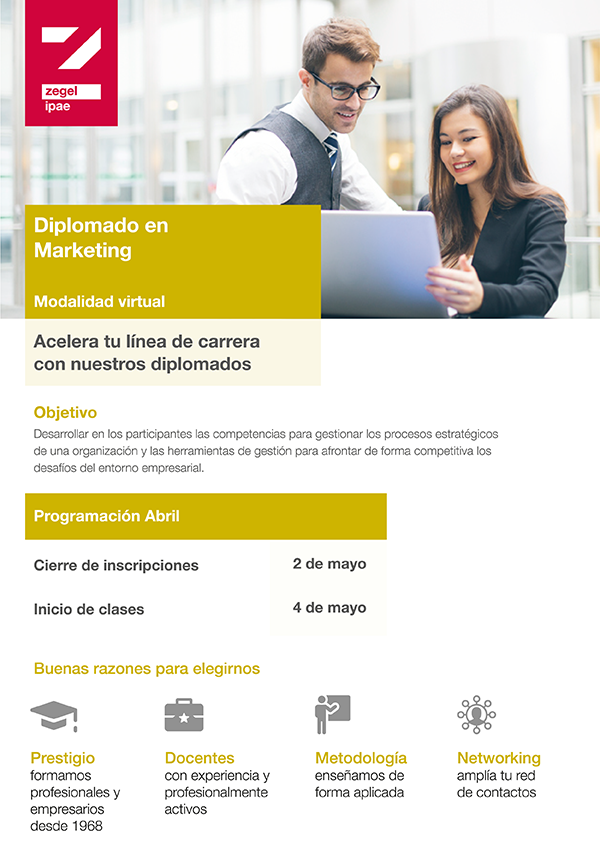 zegel
ipae
Diplomado en
Marketing
Modalidad virtual
Acelera tu línea de carrera
con nuestros diplomados
Objetivo
Desarrollar en los participantes las competencias para gestionar los procesos estratégicos
de una organización y las herramientas de gestión para afrontar de forma competitiva los
desafíos del entorno empresarial.
Programación Abril
Cierre de inscripciones 2 de mayo
Inicio de clases 4 de mayo
Buenas razones para elegirnos
Prestigio
formamos
profesionales y
empresarios
desde 1968
Docentes
con experiencia y
profesionalmente
activos
Metodología
enseñamos de
forma aplicada
Networking
amplía tu red
de contactos